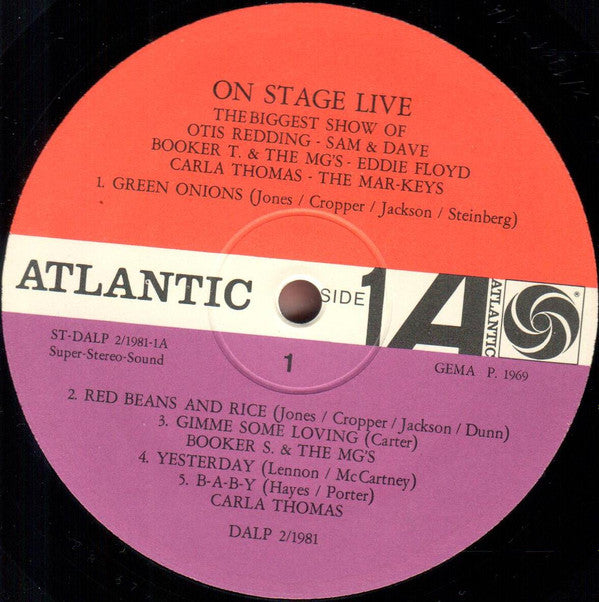 ON STAGE LIVE
THE BIGGEST SHOW OF
OTIS REDDING - SAM & DAVE
BOOKER T. & THE MG'S - EDDIE FLOYD
CARLA THOMAS - THE MAR-KEYS
1. GREEN ONIONS (Jones / Cropper / Jackson / Steinberg)
ATLANTIC
SIDE 1A
ATLANTIC
®
ST-DALP 2/1981-1A
Super-Stereo-Sound
1
GEMA P. 1969
2. RED BEANS AND RICE (Jones / Cropper / Jackson / Dunn)
3. GIMME SOME LOVING (Carter)
BOOKER S. & THE MG'S
4. YESTERDAY (Lennon / McCartney)
5. B-A-B-Y (Hayes / Porter)
CARLA THOMAS
DALP 2/1981